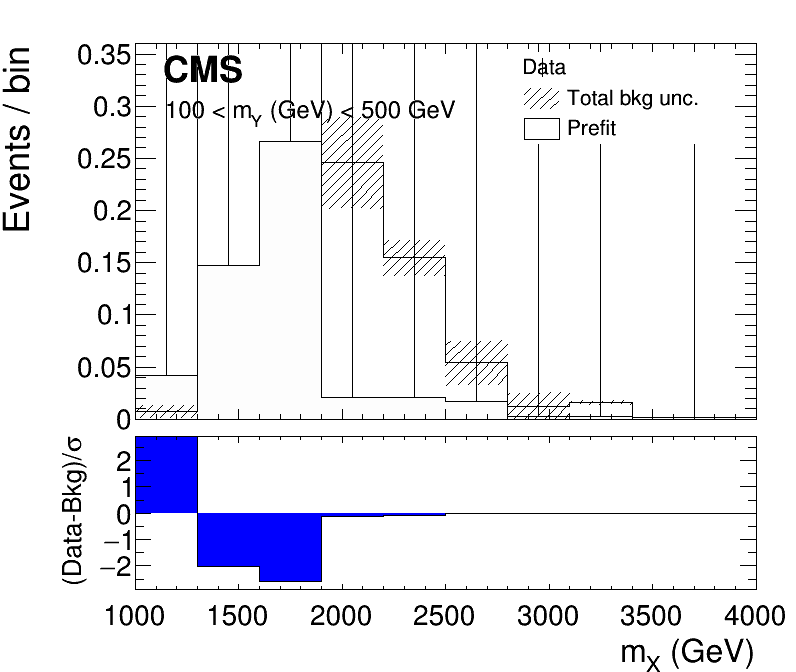 Events / bin
0.35
0.3
0.25
0.2
0.15
0.1
0.05
0
CMS
100 < mY (GeV) < 500 GeV
Data
Total bkg unc.
Prefit
(Data-Bkg)/σ
2
1
0
−1
−2
1000 1500 2000 2500 3000 3500 4000
mX (GeV)